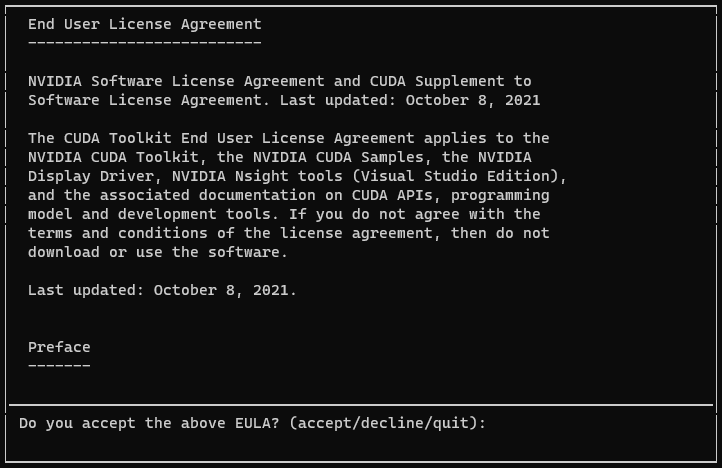 End User License Agreement
--------------------------
NVIDIA Software License Agreement and CUDA Supplement to
Software License Agreement. Last updated: October 8, 2021
The CUDA Toolkit End User License Agreement applies to the
NVIDIA CUDA Toolkit, the NVIDIA CUDA Samples, the NVIDIA
Display Driver, NVIDIA Nsight tools (Visual Studio Edition),
and the associated documentation on CUDA APIs, programming
model and development tools. If you do not agree with the
terms and conditions of the license agreement, then do not
download or use the software.
Last updated: October 8, 2021.
Preface
-------
Do you accept the above EULA? (accept/decline/quit):